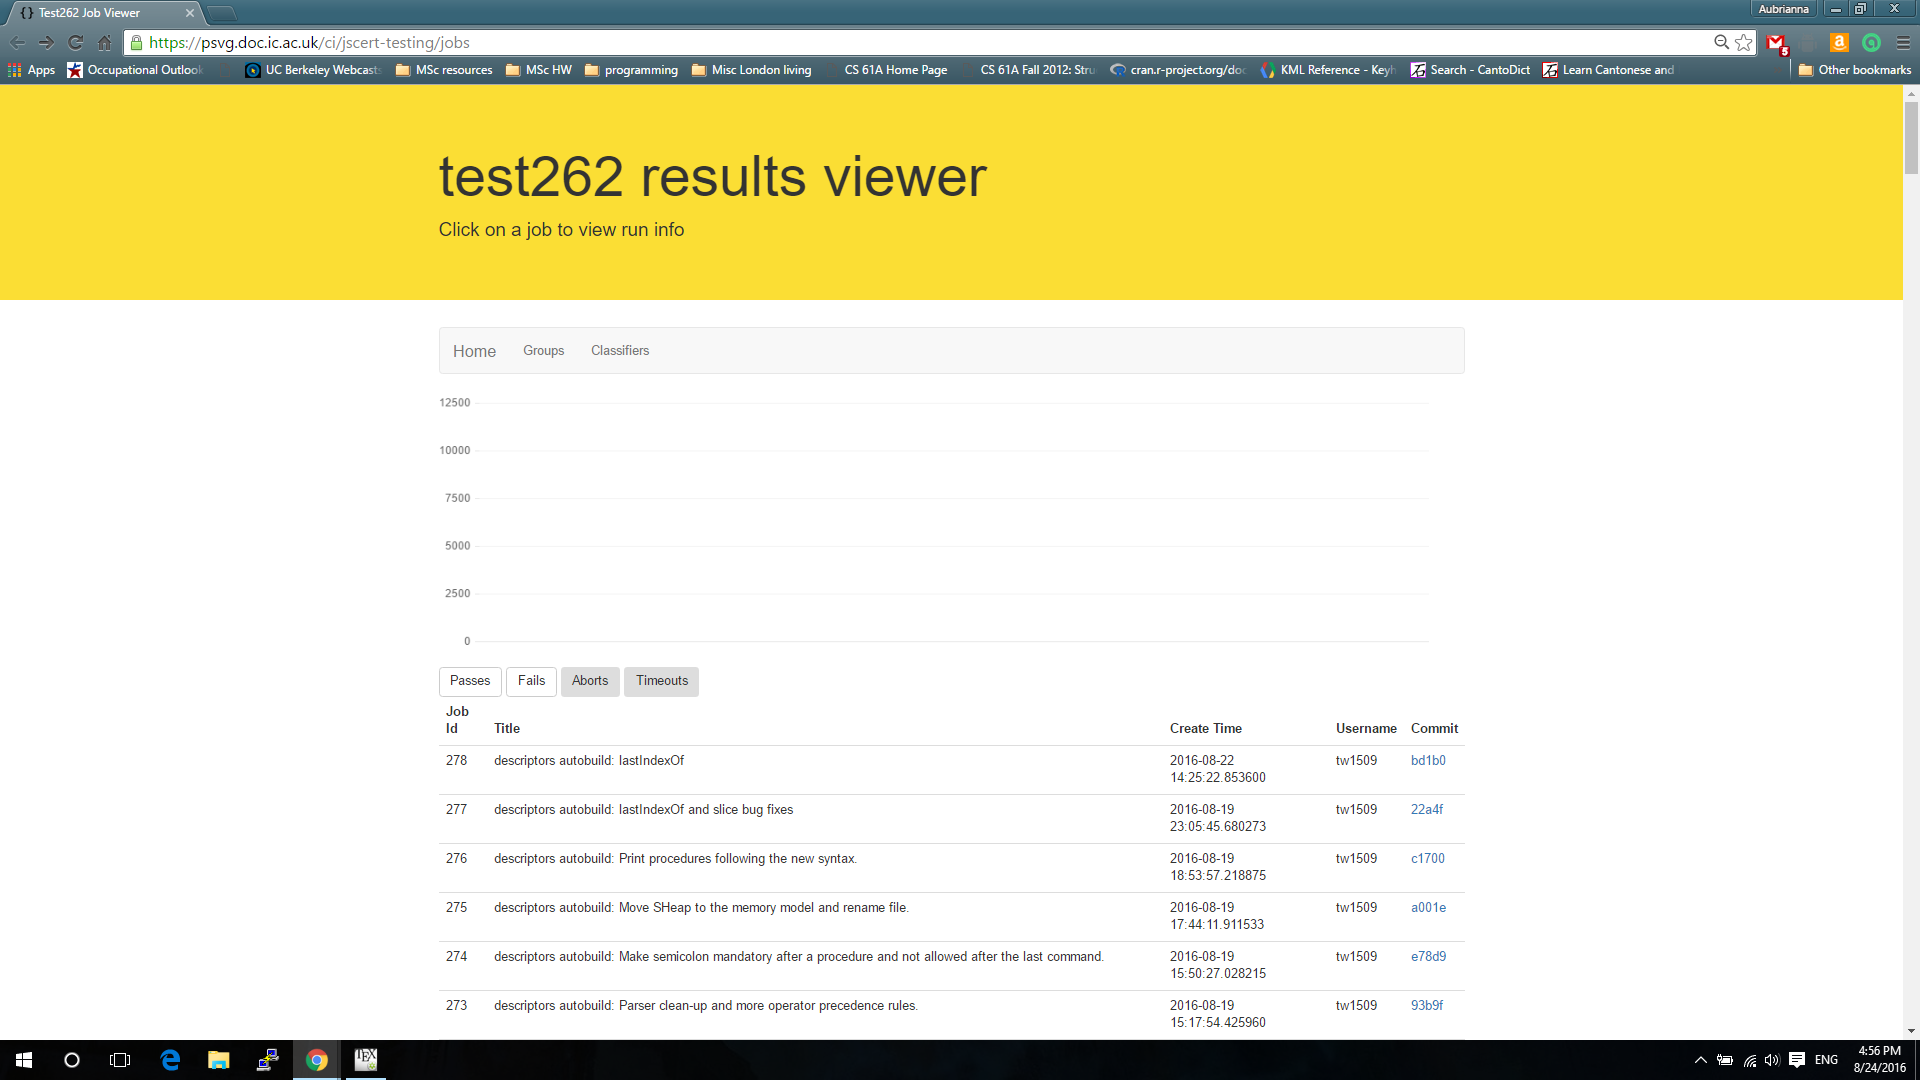 {} Test262 Job Viewer
Aubrianna
https://psvg.doc.ic.ac.uk/ci/jscert-testing/jobs
5
Apps
Occupational Outlook
UC Berkeley Webcasts
MSc resources
MSc HW
programming
Misc London living
CS 61A Home Page
CS 61A Fall 2012: Stru
cran.r-project.org/doc
KML Reference - Keyh
Search - CantoDict
Learn Cantonese and
Other bookmarks
test262 results viewer
Click on a job to view run info
Home Groups Classifiers
12500
10000
7500
5000
2500
0
Passes Fails Aborts Timeouts
Job
Id Title Create Time Username Commit
278 descriptors autobuild: lastIndexOf 2016-08-22 tw1509 bd1b0
14:25:22.853600
277 descriptors autobuild: lastIndexOf and slice bug fixes 2016-08-19 tw1509 22a4f
23:05:45.680273
276 descriptors autobuild: Print procedures following the new syntax. 2016-08-19 tw1509 c1700
18:53:57.218875
275 descriptors autobuild: Move SHeap to the memory model and rename file. 2016-08-19 tw1509 a001e
17:44:11.911533
274 descriptors autobuild: Make semicolon mandatory after a procedure and not allowed after the last command. 2016-08-19 tw1509 e78d9
15:50:27.028215
273 descriptors autobuild: Parser clean-up and more operator precedence rules. 2016-08-19 tw1509 93b9f
15:17:54.425960
TEX
ENG
4:56 PM
8/24/2016